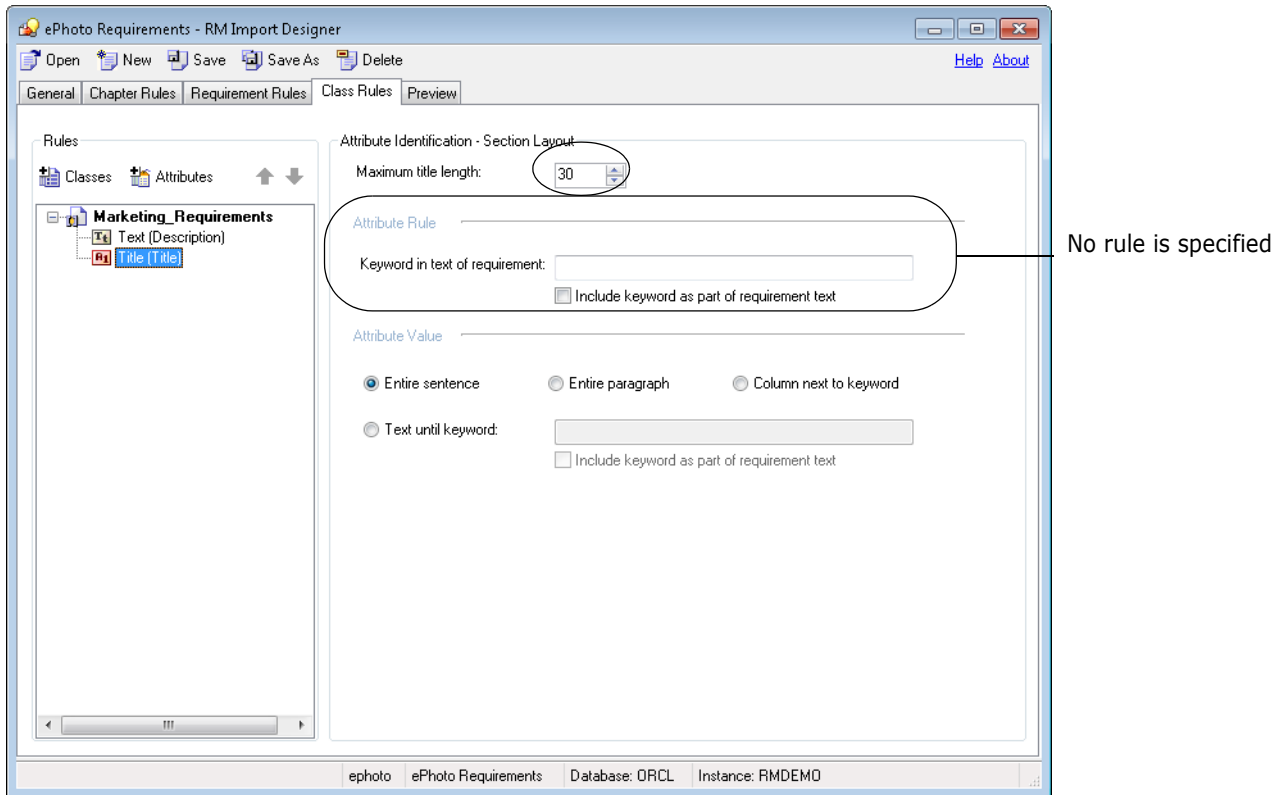 ePhoto Requirements - RM Import Designer
Open New Save Save As Delete Help About
General Chapter Rules Requirement Rules Class Rules Preview
Rules
Classes Attributes
Marketing_Requirements
Tt Text (Description)
A1 Title (Title)
Attribute Identification - Section Layout
Maximum title length: 30
Attribute Rule
Keyword in text of requirement:
Include keyword as part of requirement text
Attribute Value
Entire sentence Entire paragraph Column next to keyword
Text until keyword:
Include keyword as part of requirement text
No rule is specified
ephoto ePhoto Requirements Database: ORCL Instance: RMDEMO